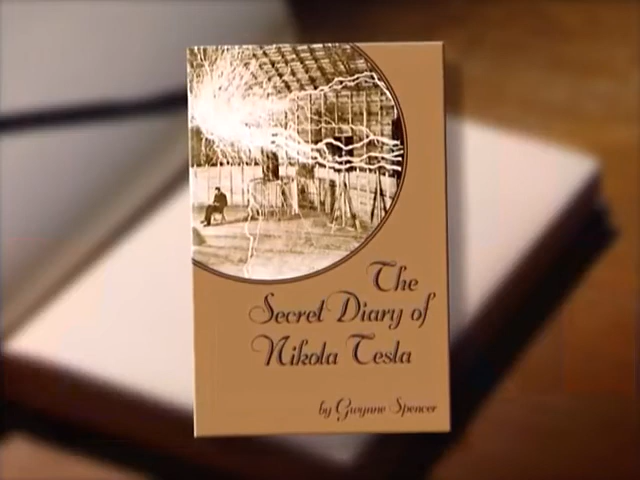 The
Secret Diary of
Nikola Tesla
by Gwynne Spencer